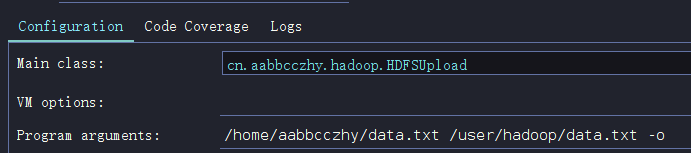 Configuration Code Coverage Logs
Main class: cn.aabbcczhy.hadoop.HDFSUpload
VM options:
Program arguments: /home/aabbcczhy/data.txt /user/hadoop/data.txt -o